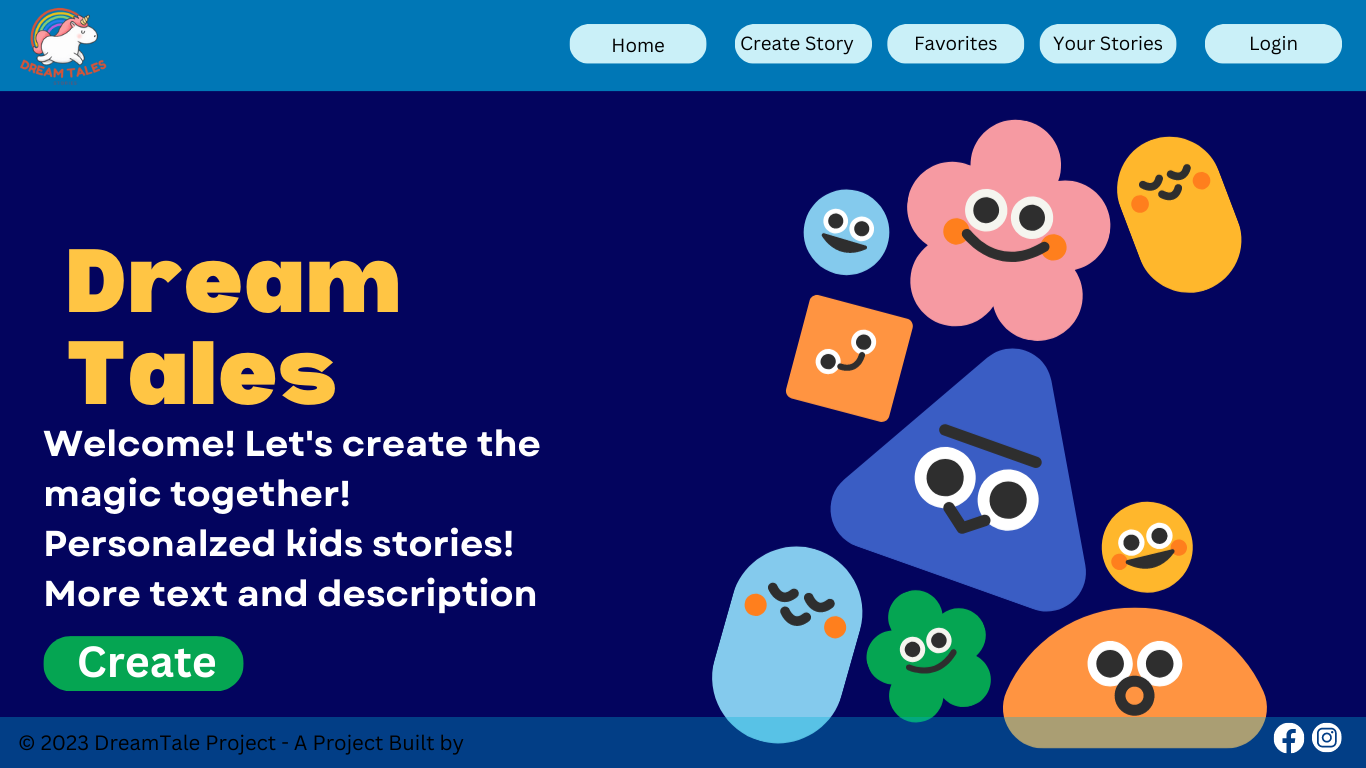 DREAM TALES
Home
Create Story
Favorites
Your Stories
Login
Dream
Tales
Welcome! Let's create the
magic together!
Personalzed kids stories!
More text and description
Create
© 2023 DreamTale Project - A Project Built by